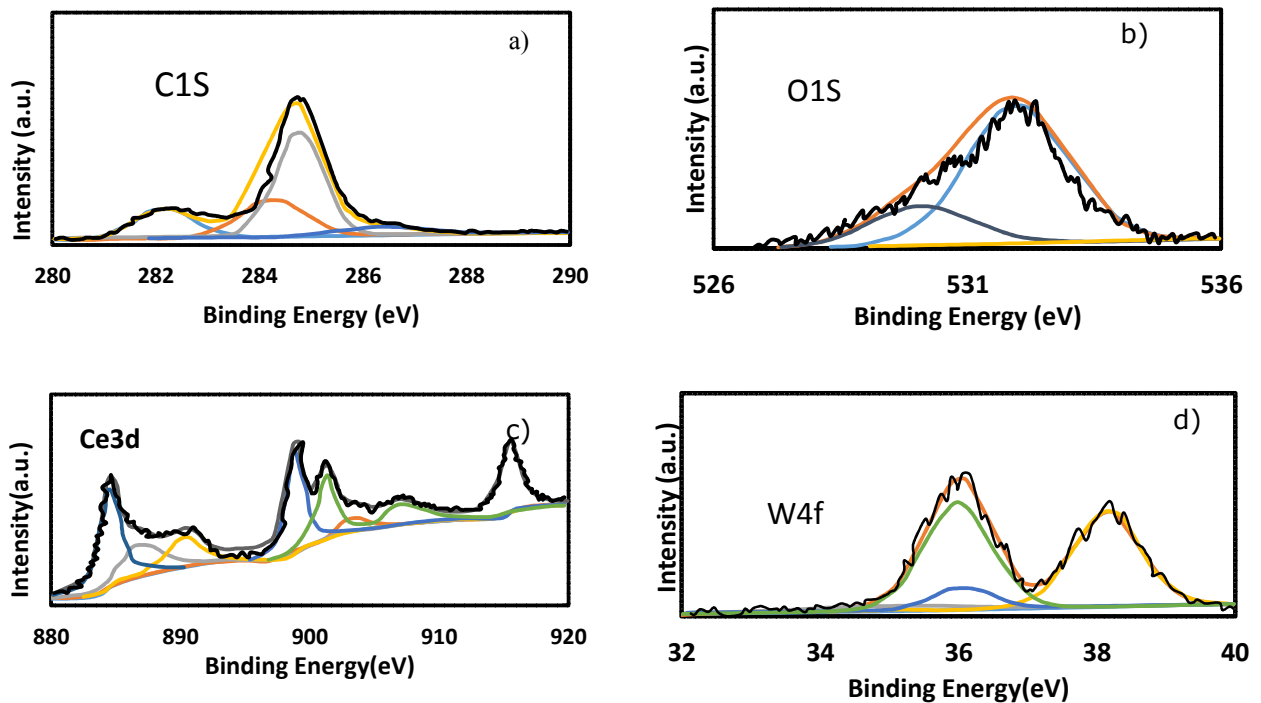 a)
C1S
Intensity (a.u.)
280 282 284 286 288 290
Binding Energy (eV)
b)
O1S
Intensity (a.u.)
526 531 536
Binding Energy (eV)
c)
Ce3d
Intensity(a.u.)
880 890 900 910 920
Binding Energy(eV)
d)
W4f
Intensity (a.u.)
32 34 36 38 40
Binding Energy(eV)